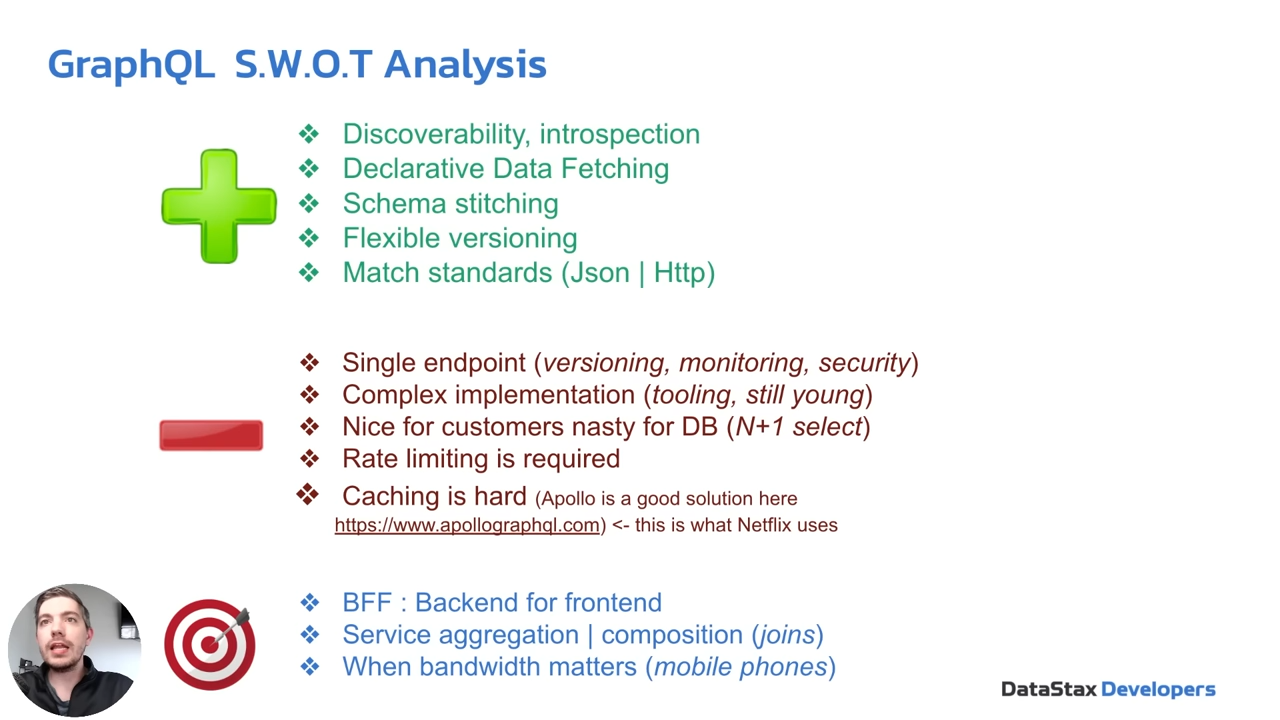 GraphQL S.W.O.T Analysis
❖ Discoverability, introspection
❖ Declarative Data Fetching
❖ Schema stitching
❖ Flexible versioning
❖ Match standards (Json | Http)
❖ Single endpoint (versioning, monitoring, security)
❖ Complex implementation (tooling, still young)
❖ Nice for customers nasty for DB (N+1 select)
❖ Rate limiting is required
❖ Caching is hard (Apollo is a good solution here
https://www.apollographql.com) <- this is what Netflix uses
❖ BFF : Backend for frontend
❖ Service aggregation | composition (joins)
❖ When bandwidth matters (mobile phones)
DataStax Developers